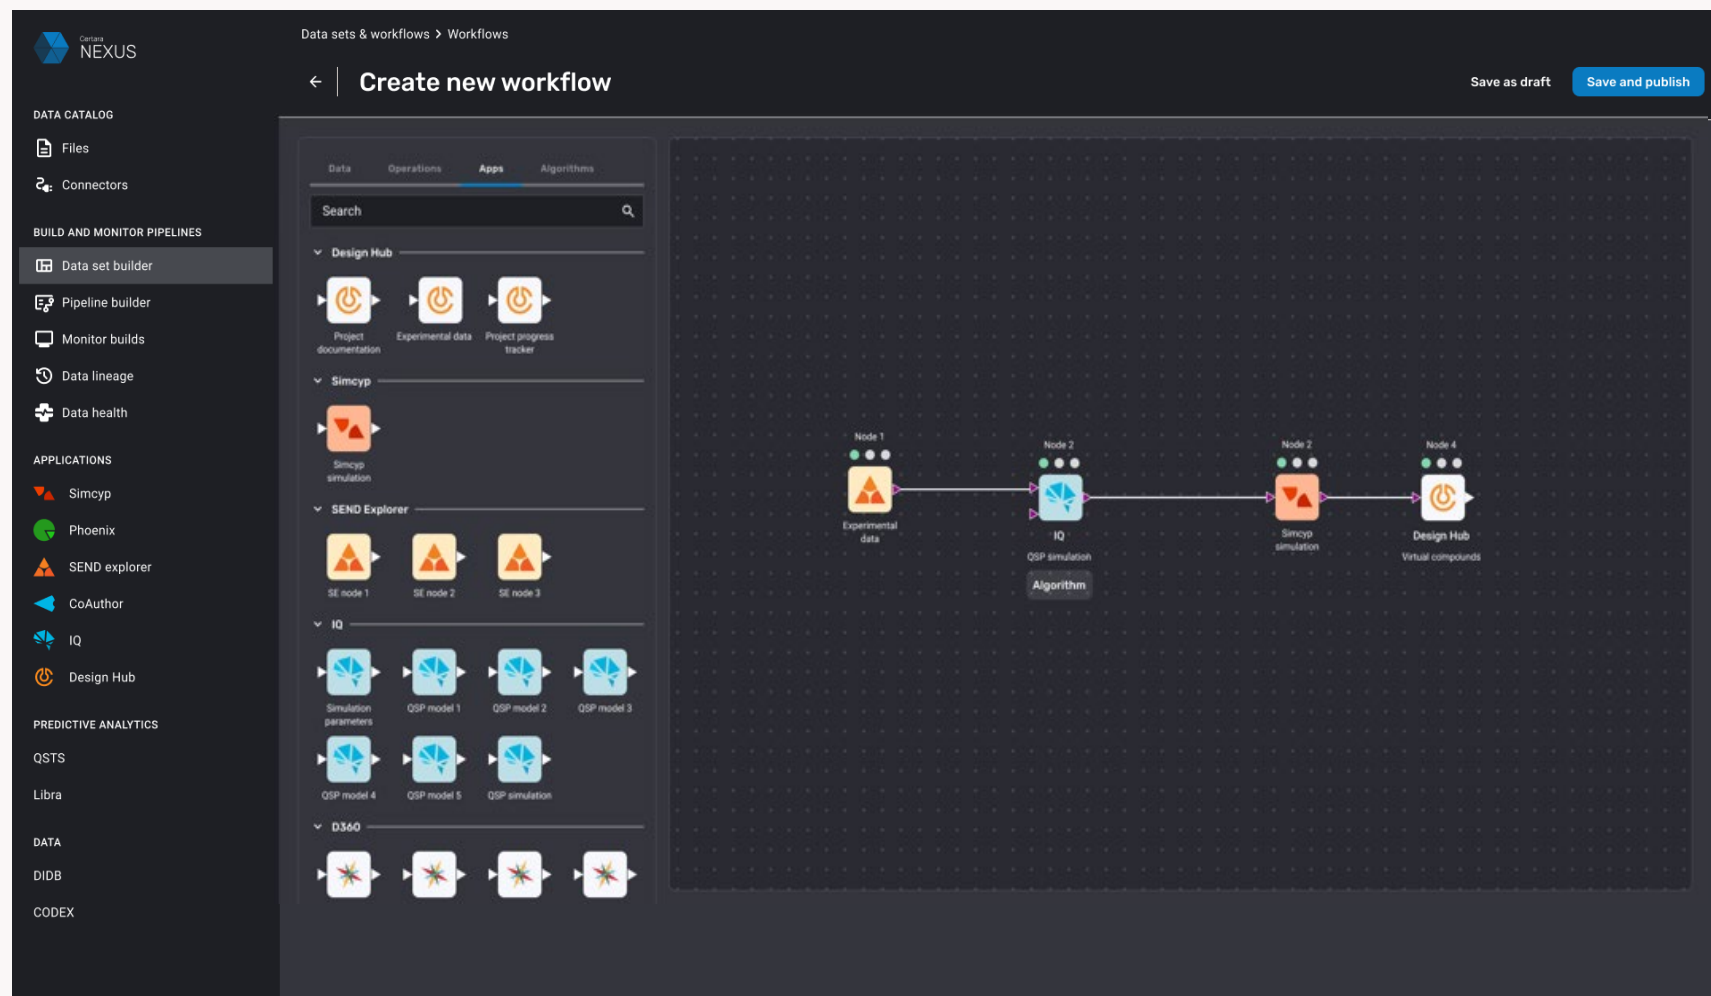 Certara
NEXUS
DATA CATALOG
Files
Connectors
BUILD AND MONITOR PIPELINES
Data set builder
Pipeline builder
Monitor builds
Data lineage
Data health
APPLICATIONS
Simcyp
Phoenix
SEND explorer
CoAuthor
IQ
Design Hub
PREDICTIVE ANALYTICS
QSTS
Libra
DATA
DIDB
CODEX
Data sets & workflows > Workflows
Create new workflow
Save as draft
Save and publish
Data Operations Apps Algorithms
Search
Design Hub
Project
documentation
Experimental data
Project progress
tracker
Simcyp
Simcyp
simulation
SEND Explorer
SE node 1
SE node 2
SE node 3
IQ
Simulation
parameters
QSP model 1
QSP model 2
QSP model 3
QSP model 4
QSP model 5
QSP simulation
D360
Node 1
Experimental
data
Node 2
IQ
QSP simulation
Algorithm
Node 2
Simcyp
simulation
Node 4
Design Hub
Virtual compounds